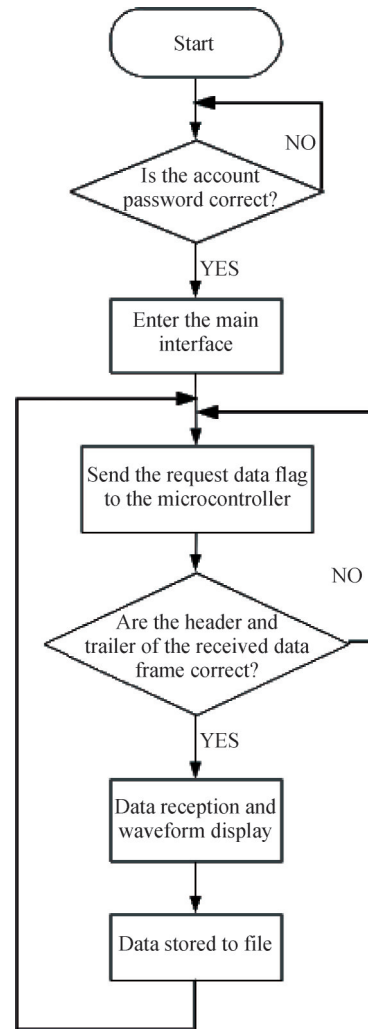 Start
NO
Is the account
password correct?
YES
Enter the main
interface
Send the request data flag
to the microcontroller
NO
Are the header and
trailer of the received data
frame correct?
YES
Data reception and
waveform display
Data stored to file